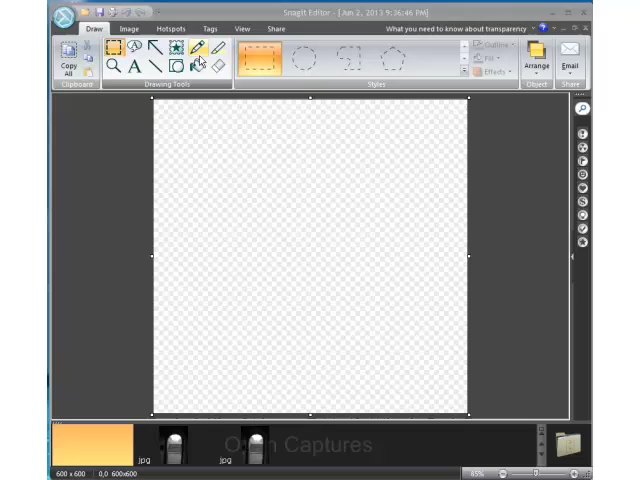 SnagIt Editor - [Jun 2, 2013 9:36:46 PM]
Draw Image Hotspots Tags View Share What you need to know about transparency
Copy All
Outline
Fill
Effects
Arrange
Email
Clipboard Drawing Tools Styles Object Share
Open Captures
jpg jpg
600 x 600 0,0 600x600 85%